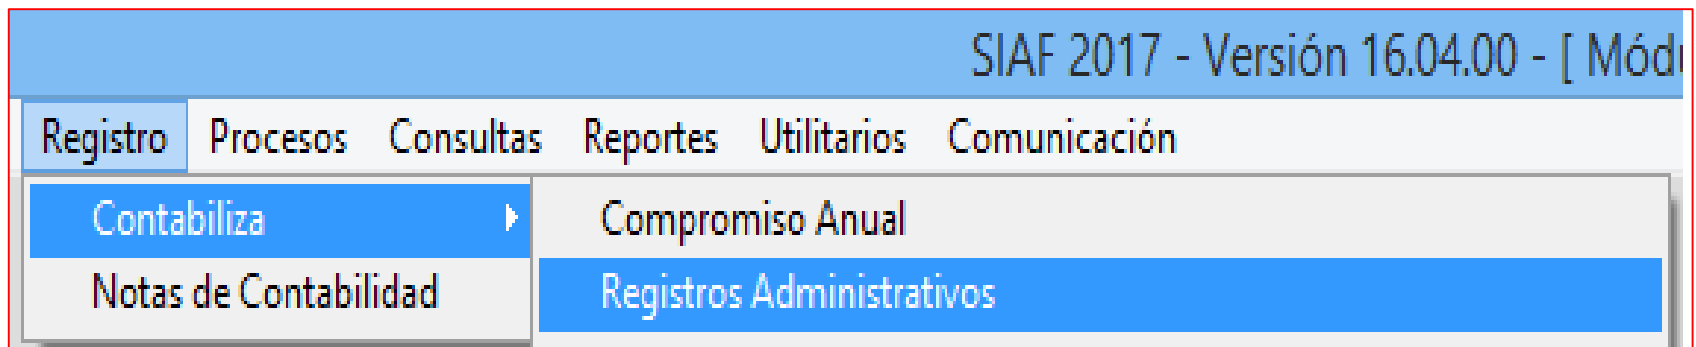 SIAF 2017 - Versión 16.04.00 - [ Mód
Registro Procesos Consultas Reportes Utilitarios Comunicación
Contabiliza Compromiso Anual
Notas de Contabilidad Registros Administrativos